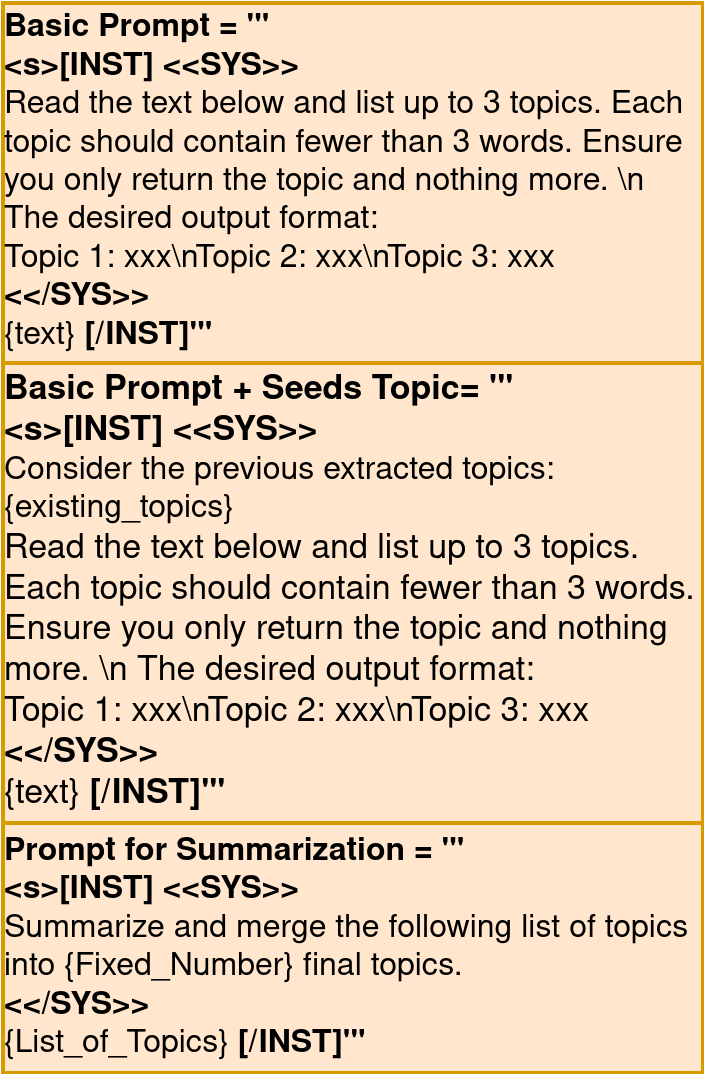 Basic Prompt = '''
<s>[INST] <<SYS>>
Read the text below and list up to 3 topics. Each
topic should contain fewer than 3 words. Ensure
you only return the topic and nothing more. \n
The desired output format:
Topic 1: xxx\nTopic 2: xxx\nTopic 3: xxx
<</SYS>>
{text} [/INST]'''
Basic Prompt + Seeds Topic= '''
<s>[INST] <<SYS>>
Consider the previous extracted topics:
{existing_topics}
Read the text below and list up to 3 topics.
Each topic should contain fewer than 3 words.
Ensure you only return the topic and nothing
more. \n The desired output format:
Topic 1: xxx\nTopic 2: xxx\nTopic 3: xxx
<</SYS>>
{text} [/INST]'''
Prompt for Summarization = '''
<s>[INST] <<SYS>>
Summarize and merge the following list of topics
into {Fixed_Number} final topics.
<</SYS>>
{List_of_Topics} [/INST]'''